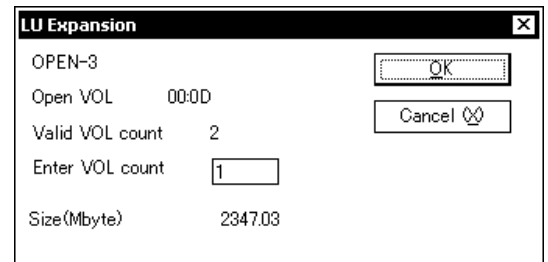 LU Expansion
OPEN-3
OK
Open VOL 00:0D
Cancel (X)
Valid VOL count 2
Enter VOL count 1
Size(Mbyte) 2347.03